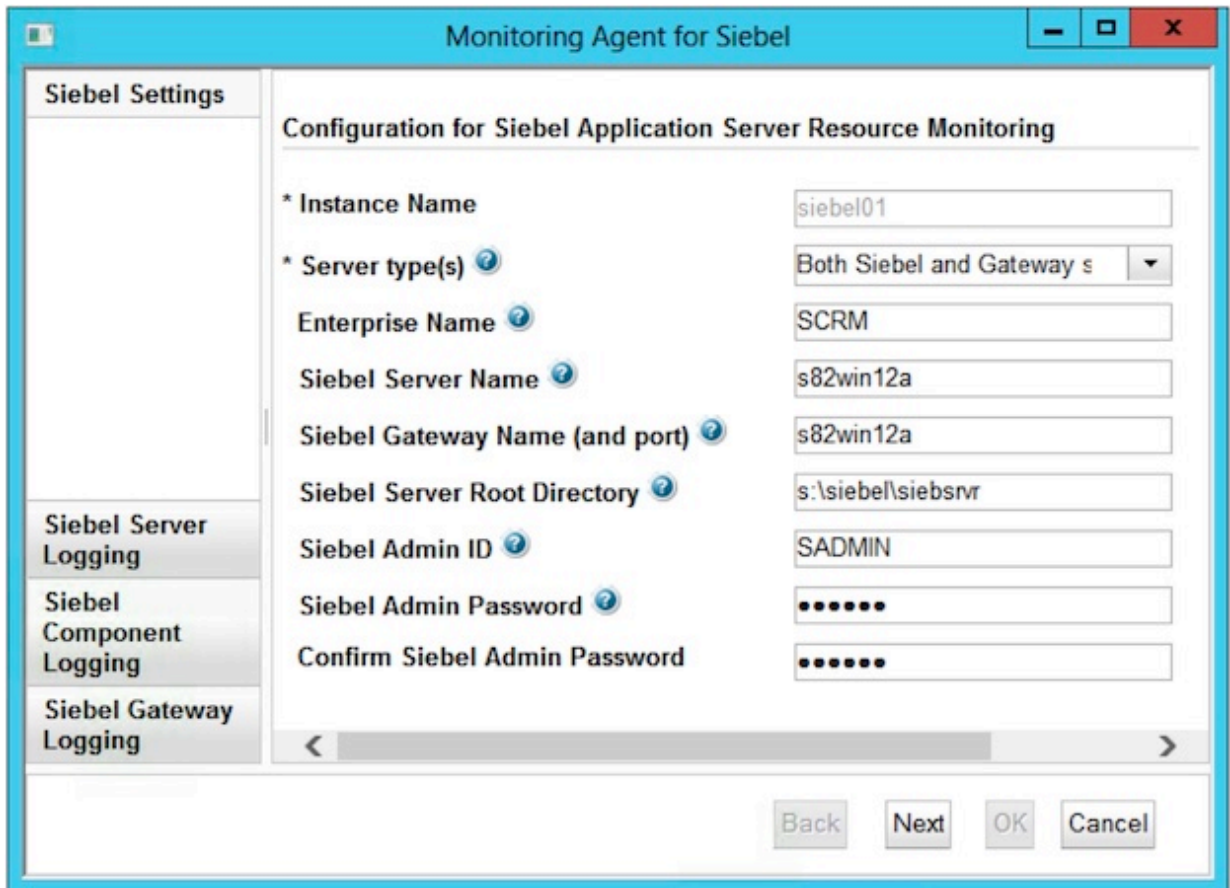 Monitoring Agent for Siebel
Siebel Settings
Siebel Server
Logging
Siebel
Component
Logging
Siebel Gateway
Logging
Configuration for Siebel Application Server Resource Monitoring
* Instance Name
siebel01
* Server type(s)
Both Siebel and Gateway s
Enterprise Name
SCRM
Siebel Server Name
s82win12a
Siebel Gateway Name (and port)
s82win12a
Siebel Server Root Directory
s:\siebel\siebsrvr
Siebel Admin ID
SADMIN
Siebel Admin Password
••••••
Confirm Siebel Admin Password
••••••
Back
Next
OK
Cancel